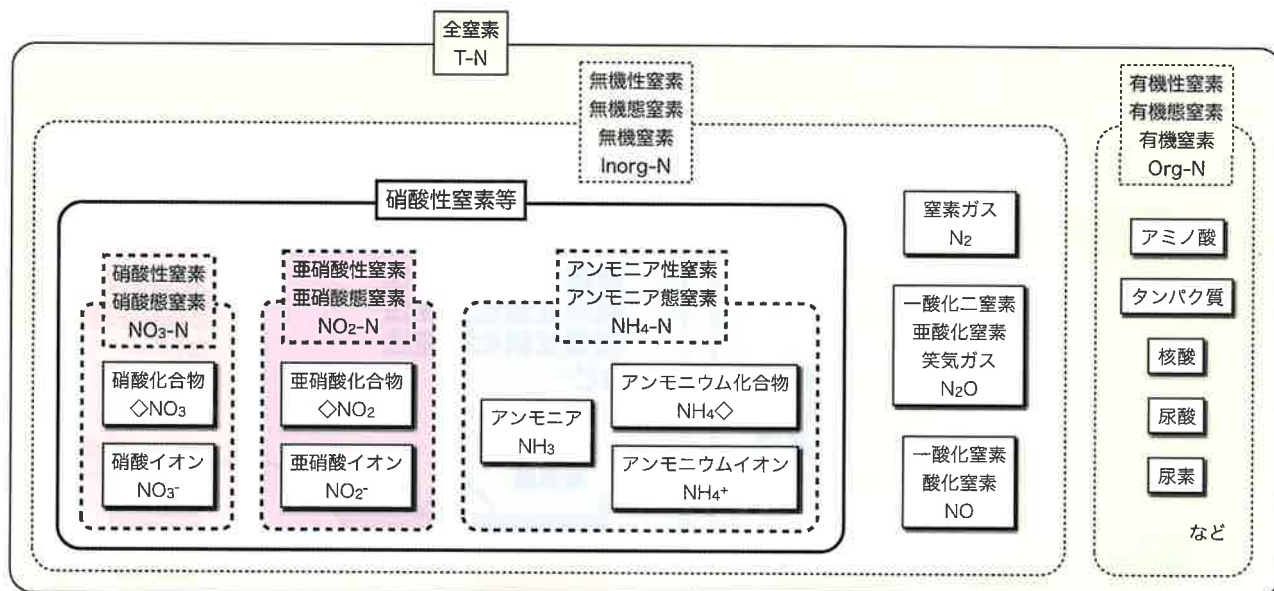 全窒素
T-N
無機性窒素
無機態窒素
無機窒素
Inorg-N
有機性窒素
有機態窒素
有機窒素
Org-N
硝酸性窒素等
硝酸性窒素
硝酸態窒素
NO₃-N
硝酸化合物
◇NO₃
硝酸イオン
NO₃⁻
亜硝酸性窒素
亜硝酸態窒素
NO₂-N
亜硝酸化合物
◇NO₂
亜硝酸イオン
NO₂⁻
アンモニア性窒素
アンモニア態窒素
NH₄-N
アンモニア
NH₃
アンモニウム化合物
NH₄◇
アンモニウムイオン
NH₄⁺
窒素ガス
N₂
一酸化二窒素
亜酸化窒素
笑気ガス
N₂O
一酸化窒素
酸化窒素
NO
アミノ酸
タンパク質
核酸
尿酸
尿素
など